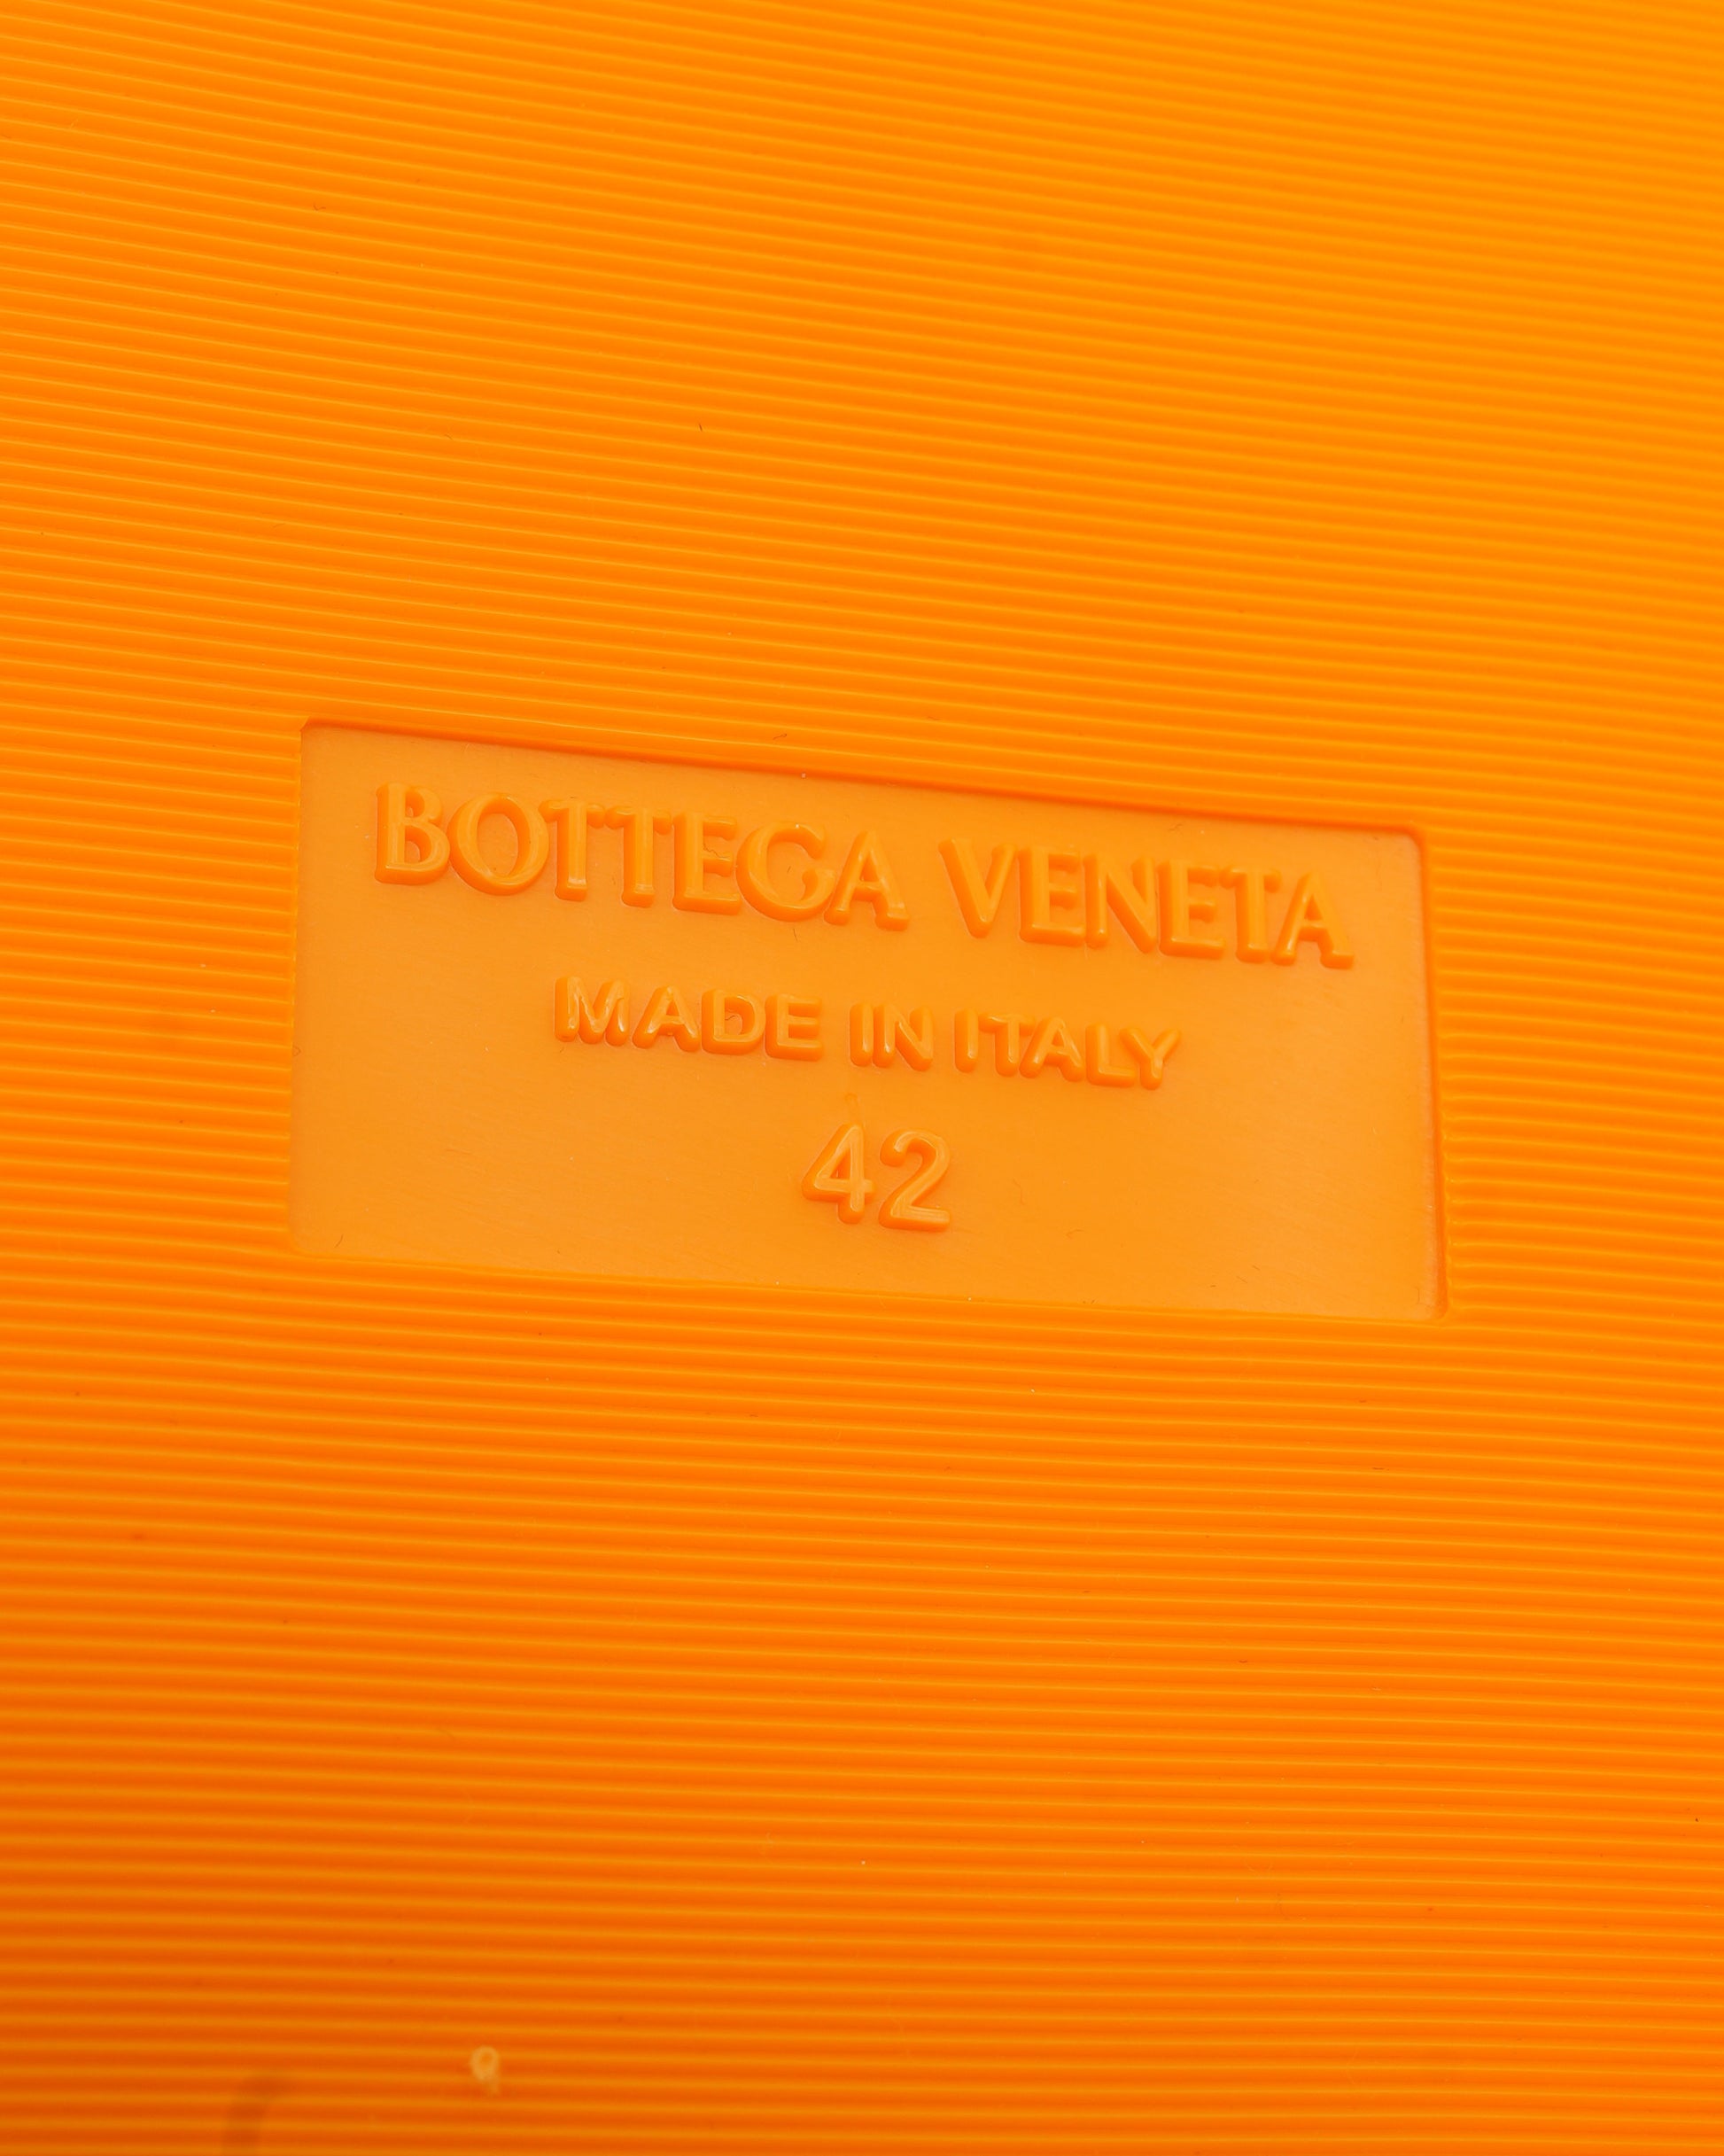 BOTTEGA VENETA
MADE IN ITALY
42